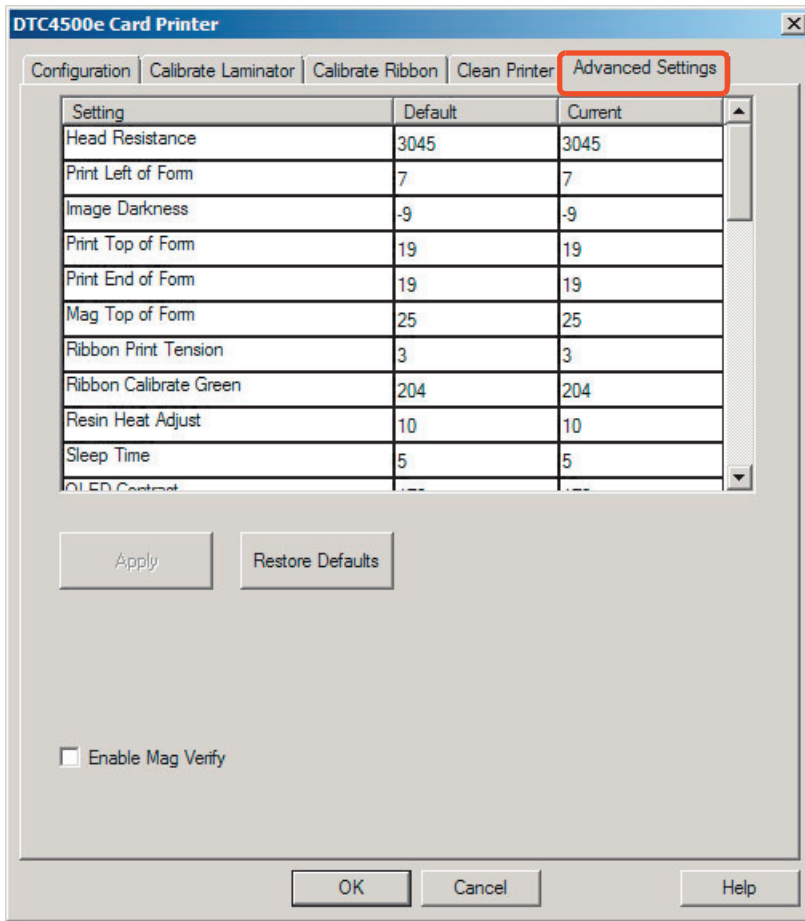 DTC4500e Card Printer
Configuration Calibrate Laminator Calibrate Ribbon Clean Printer Advanced Settings
Setting Default Current
Head Resistance 3045 3045
Print Left of Form 7 7
Image Darkness -9 -9
Print Top of Form 19 19
Print End of Form 19 19
Mag Top of Form 25 25
Ribbon Print Tension 3 3
Ribbon Calibrate Green 204 204
Resin Heat Adjust 10 10
Sleep Time 5 5
OLED Contrast
Apply Restore Defaults
Enable Mag Verify
OK Cancel Help